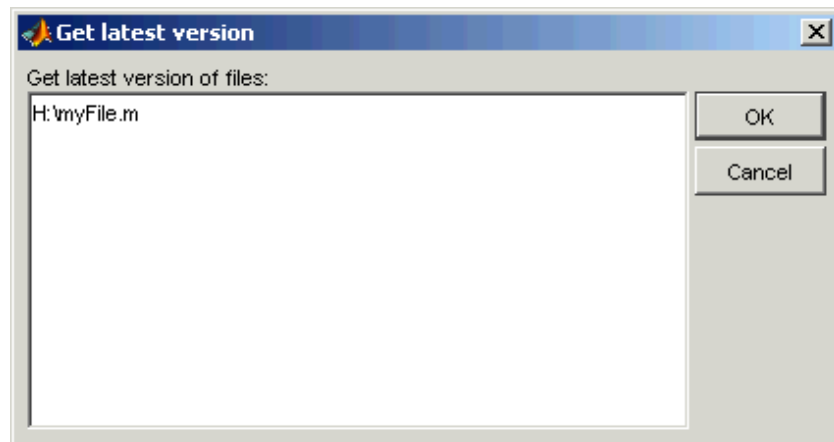 Get latest version
Get latest version of files:
H:\myFile.m
OK
Cancel